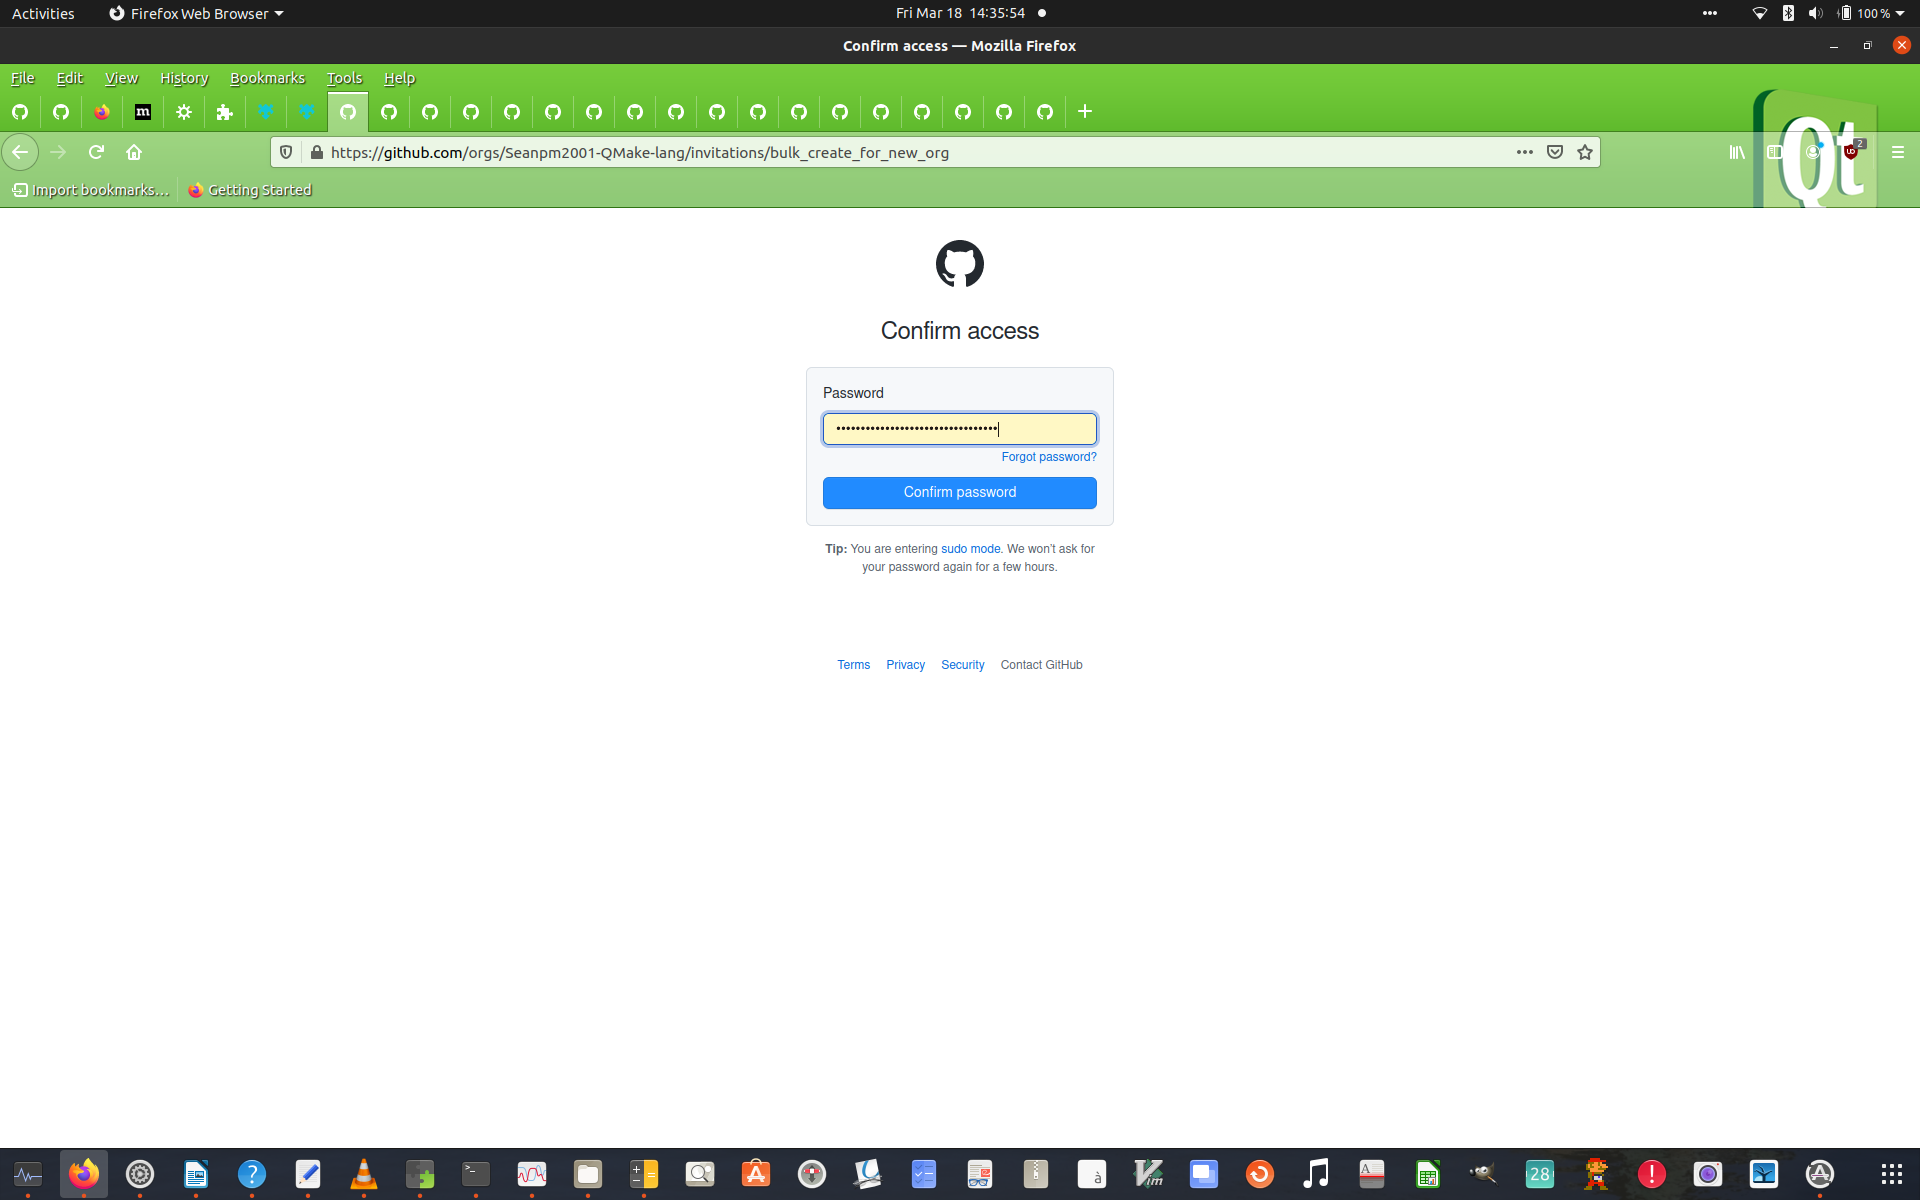 Activities
Firefox Web Browser
Fri Mar 18 14:35:54
100 %
Confirm access — Mozilla Firefox
File Edit View History Bookmarks Tools Help
m
https://github.com/orgs/Seanpm2001-QMake-lang/invitations/bulk_create_for_new_org
2
Import bookmarks...
Getting Started
Qt
Confirm access
Password
Forgot password?
Confirm password
Tip: You are entering sudo mode. We won't ask for
your password again for a few hours.
Terms Privacy Security Contact GitHub
28